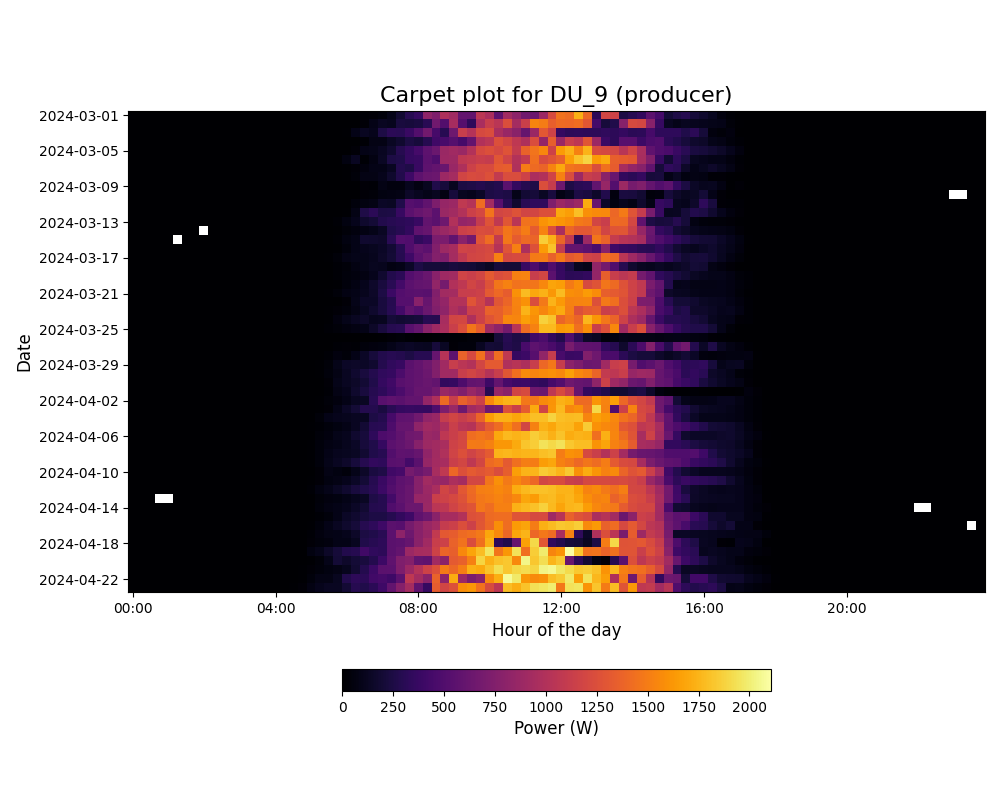 Carpet plot for DU_9 (producer)
2024-03-01
2024-03-05
2024-03-09
2024-03-13
2024-03-17
2024-03-21
2024-03-25
2024-03-29
2024-04-02
2024-04-06
2024-04-10
2024-04-14
2024-04-18
2024-04-22
Date
00:00 04:00 08:00 12:00 16:00 20:00
Hour of the day
0 250 500 750 1000 1250 1500 1750 2000
Power (W)